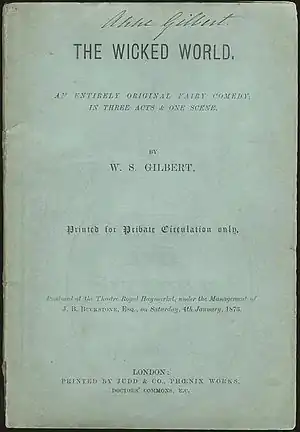 Anne Gilbert.
THE WICKED WORLD.
AN ENTIRELY ORIGINAL FAIRY COMEDY,
IN THREE ACTS & ONE SCENE.
BY
W. S. GILBERT,
Printed for Private Circulation only.
Produced at the Theatre Royal Haymarket, under the Management of
J. B. BUCKSTONE, ESQ., on Saturday, 4th January, 1873.
LONDON:
PRINTED BY JUDD & CO., PHŒNIX WORKS,
DOCTORS' COMMONS, E.C.